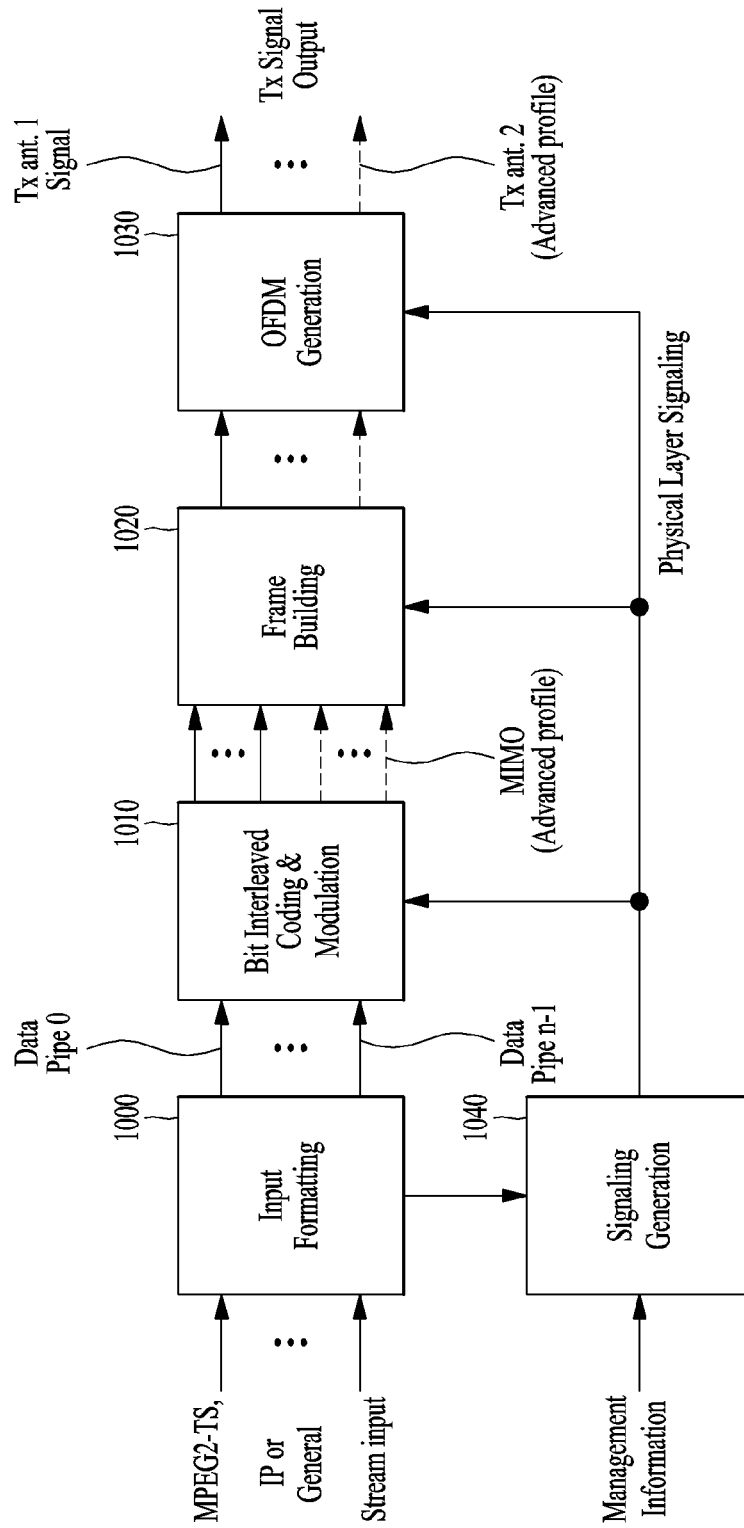 MPEG2-TS,
IP or
General
Stream input
Management
Information
1000
Input
Formatting
1040
Signaling
Generation
Data
Pipe 0
Data
Pipe n-1
1010
Bit Interleaved
Coding &
Modulation
MIMO
(Advanced profile)
1020
Frame
Building
Physical Layer Signaling
1030
OFDM
Generation
Tx ant. 1
Signal
Tx Signal
Output
Tx ant. 2
(Advanced profile)